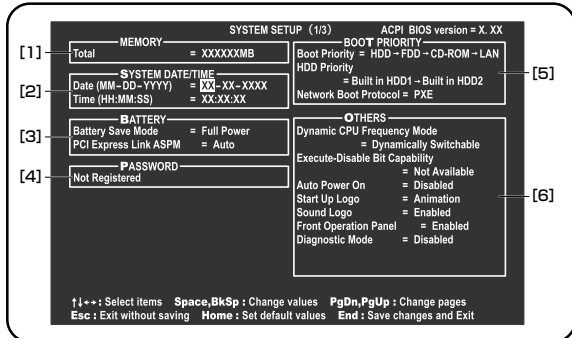 SYSTEM SETUP (1/3) ACPI BIOS version = X. XX
[1]
MEMORY
Total = XXXXXXMB
[2]
SYSTEM DATE/TIME
Date (MM-DD-YYYY) = XX-XX-XXXX
Time (HH:MM:SS) = XX:XX:XX
[3]
BATTERY
Battery Save Mode = Full Power
PCI Express Link ASPM = Auto
[4]
PASSWORD
Not Registered
BOOT PRIORITY
Boot Priority = HDD→FDD→CD-ROM→LAN
HDD Priority
= Built in HDD1→Built in HDD2
Network Boot Protocol = PXE
[5]
OTHERS
Dynamic CPU Frequency Mode
= Dynamically Switchable
Execute-Disable Bit Capability
= Not Available
Auto Power On = Disabled
Start Up Logo = Animation
Sound Logo = Enabled
Front Operation Panel = Enabled
Diagnostic Mode = Disabled
[6]
↑↓←→: Select items Space,BkSp : Change values PgDn,PgUp : Change pages
Esc : Exit without saving Home : Set default values End : Save changes and Exit